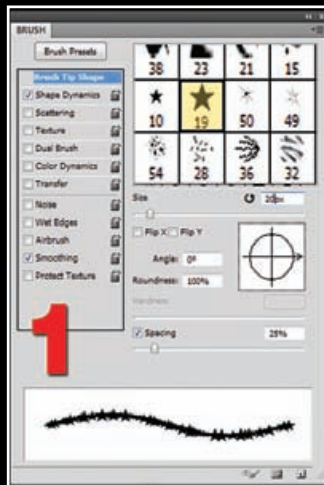 BRUSH
Brush Presets
Brush Tip Shape
Shape Dynamics
Scattering
Texture
Dual Brush
Color Dynamics
Transfer
Noise
Wet Edges
Airbrush
Smoothing
Protect Texture
1
38 23 21 15
10 19 50 49
54 28 36 32
Size 20px
Flip X Flip Y
Angle: 0°
Roundness: 100%
Hardness
Spacing 25%